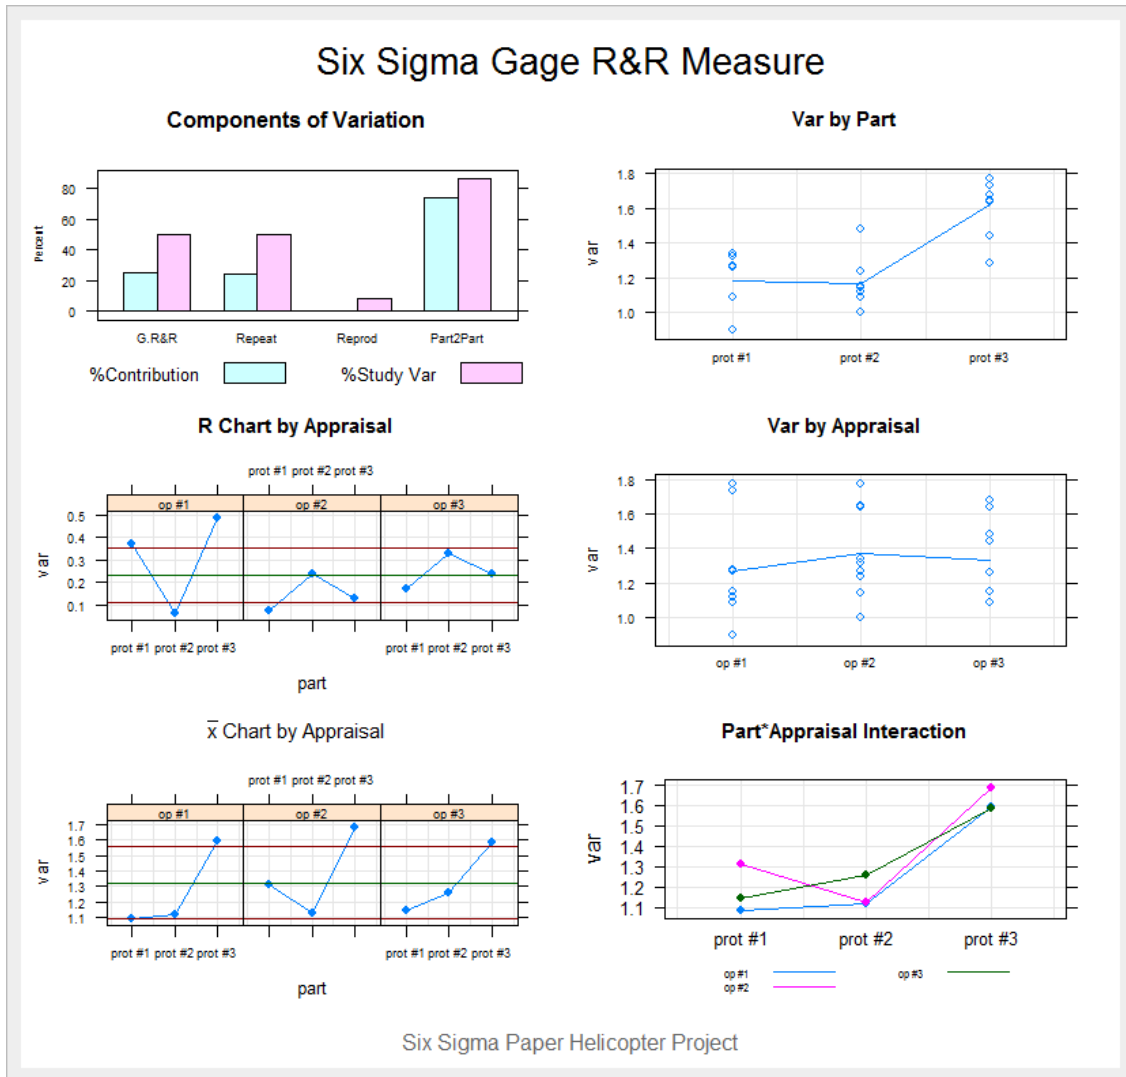 Six Sigma Gage R&R Measure
Components of Variation
Percent
80
60
40
20
0
G.R&R Repeat Reprod Part2Part
%Contribution %Study Var
Var by Part
var
1.8
1.6
1.4
1.2
1.0
prot #1 prot #2 prot #3
R Chart by Appraisal
prot #1 prot #2 prot #3
op #1 op #2 op #3
var
0.5
0.4
0.3
0.2
0.1
prot #1 prot #2 prot #3 prot #1 prot #2 prot #3
part
Var by Appraisal
var
1.8
1.6
1.4
1.2
1.0
op #1 op #2 op #3
x̅ Chart by Appraisal
prot #1 prot #2 prot #3
op #1 op #2 op #3
var
1.7
1.6
1.5
1.4
1.3
1.2
1.1
prot #1 prot #2 prot #3 prot #1 prot #2 prot #3
part
Part*Appraisal Interaction
var
1.7
1.6
1.5
1.4
1.3
1.2
1.1
prot #1 prot #2 prot #3
op #1 op #3
op #2
Six Sigma Paper Helicopter Project